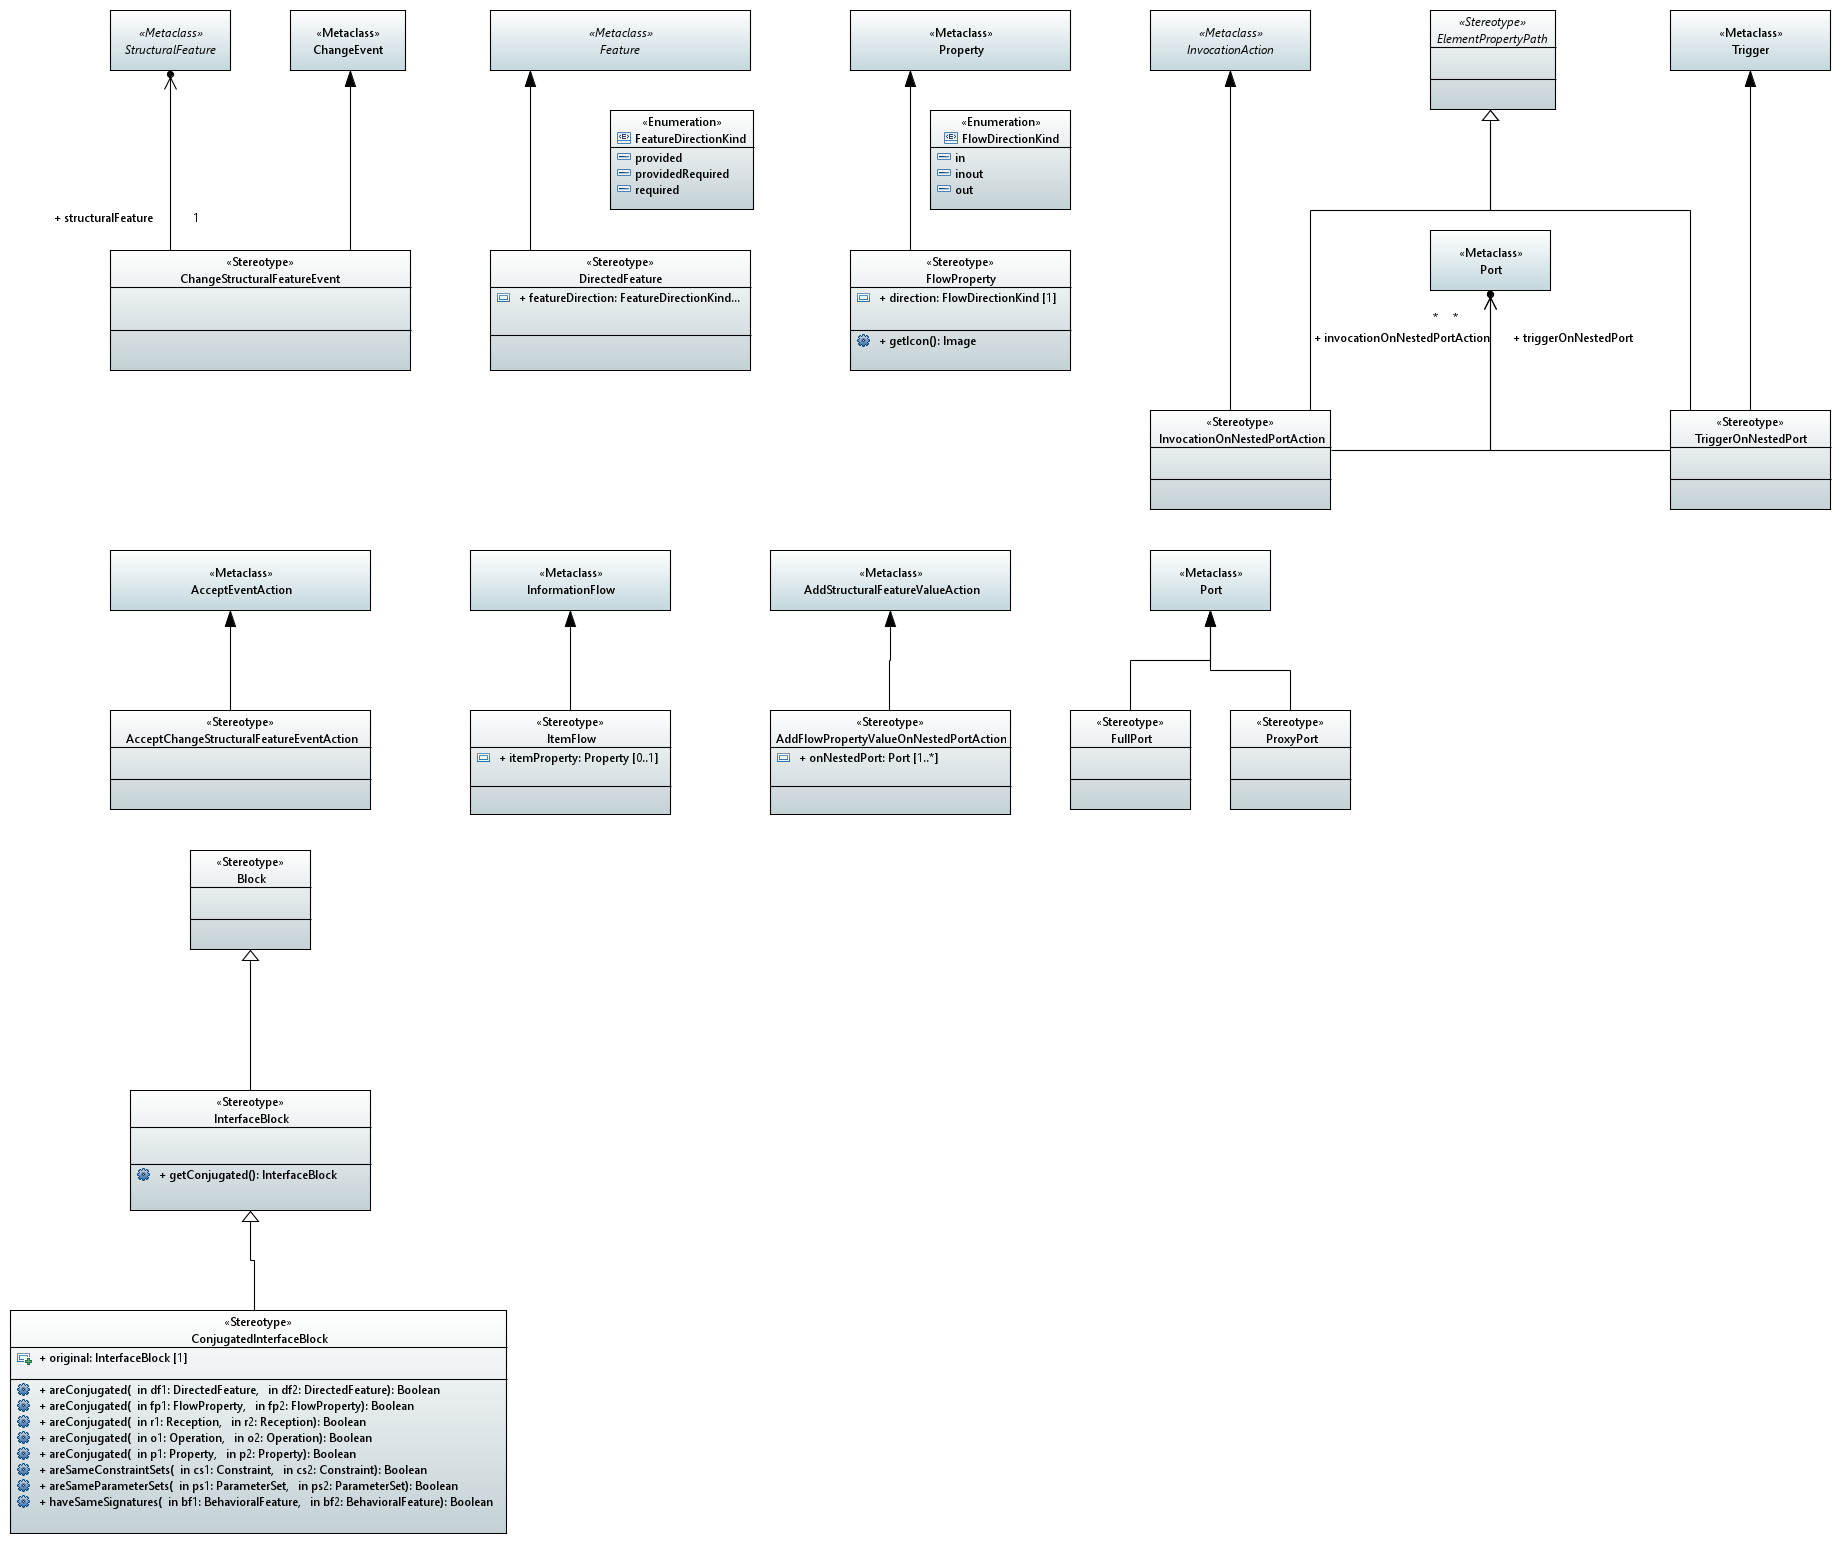 «Metaclass»
StructuralFeature
«Metaclass»
ChangeEvent
«Metaclass»
Feature
«Metaclass»
Property
«Metaclass»
InvocationAction
«Stereotype»
ElementPropertyPath
«Metaclass»
Trigger
«Enumeration»
FeatureDirectionKind
provided
providedRequired
required
«Enumeration»
FlowDirectionKind
in
inout
out
+ structuralFeature
1
«Stereotype»
ChangeStructuralFeatureEvent
«Stereotype»
DirectedFeature
+ featureDirection: FeatureDirectionKind...
«Stereotype»
FlowProperty
+ direction: FlowDirectionKind [1]
+ getIcon(): Image
«Metaclass»
Port
* *
+ invocationOnNestedPortAction
+ triggerOnNestedPort
«Stereotype»
InvocationOnNestedPortAction
«Stereotype»
TriggerOnNestedPort
«Metaclass»
AcceptEventAction
«Metaclass»
InformationFlow
«Metaclass»
AddStructuralFeatureValueAction
«Metaclass»
Port
«Stereotype»
AcceptChangeStructuralFeatureEventAction
«Stereotype»
ItemFlow
+ itemProperty: Property [0..1]
«Stereotype»
AddFlowPropertyValueOnNestedPortAction
+ onNestedPort: Port [1..*]
«Stereotype»
FullPort
«Stereotype»
ProxyPort
«Stereotype»
Block
«Stereotype»
InterfaceBlock
+ getConjugated(): InterfaceBlock
«Stereotype»
ConjugatedInterfaceBlock
+ original: InterfaceBlock [1]
+ areConjugated( in df1: DirectedFeature, in df2: DirectedFeature): Boolean
+ areConjugated( in fp1: FlowProperty, in fp2: FlowProperty): Boolean
+ areConjugated( in r1: Reception, in r2: Reception): Boolean
+ areConjugated( in o1: Operation, in o2: Operation): Boolean
+ areConjugated( in p1: Property, in p2: Property): Boolean
+ areSameConstraintSets( in cs1: Constraint, in cs2: Constraint): Boolean
+ areSameParameterSets( in ps1: ParameterSet, in ps2: ParameterSet): Boolean
+ haveSameSignatures( in bf1: BehavioralFeature, in bf2: BehavioralFeature): Boolean